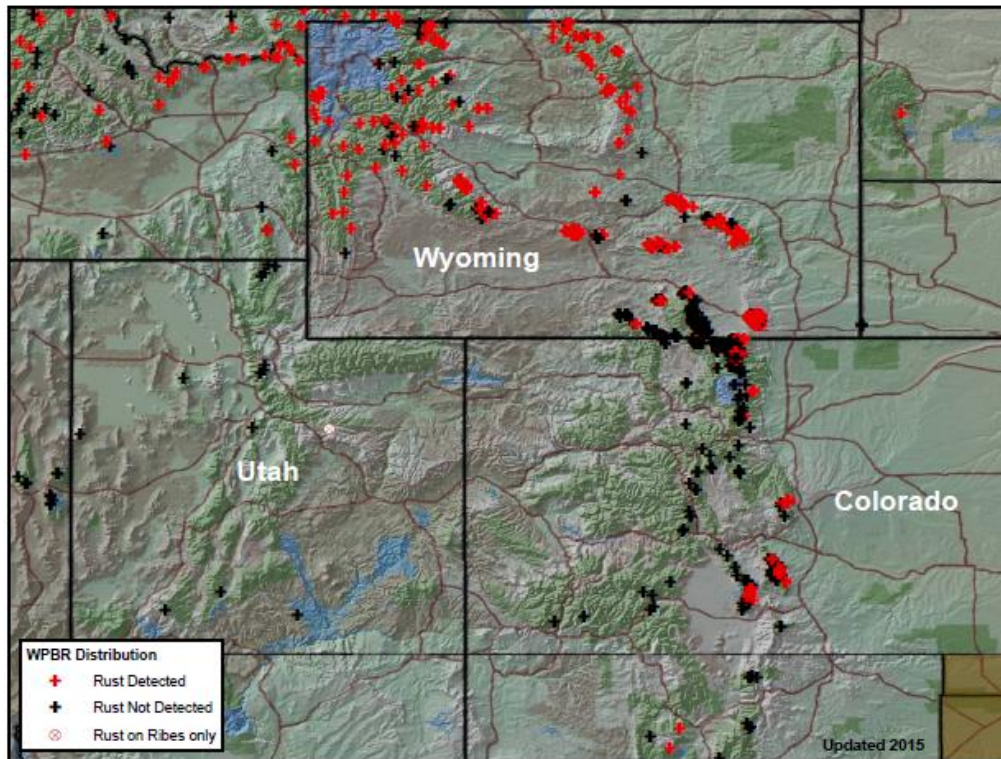 Wyoming
Utah
Colorado
WPBR Distribution
Rust Detected
Rust Not Detected
Rust on Ribes only
Updated 2015